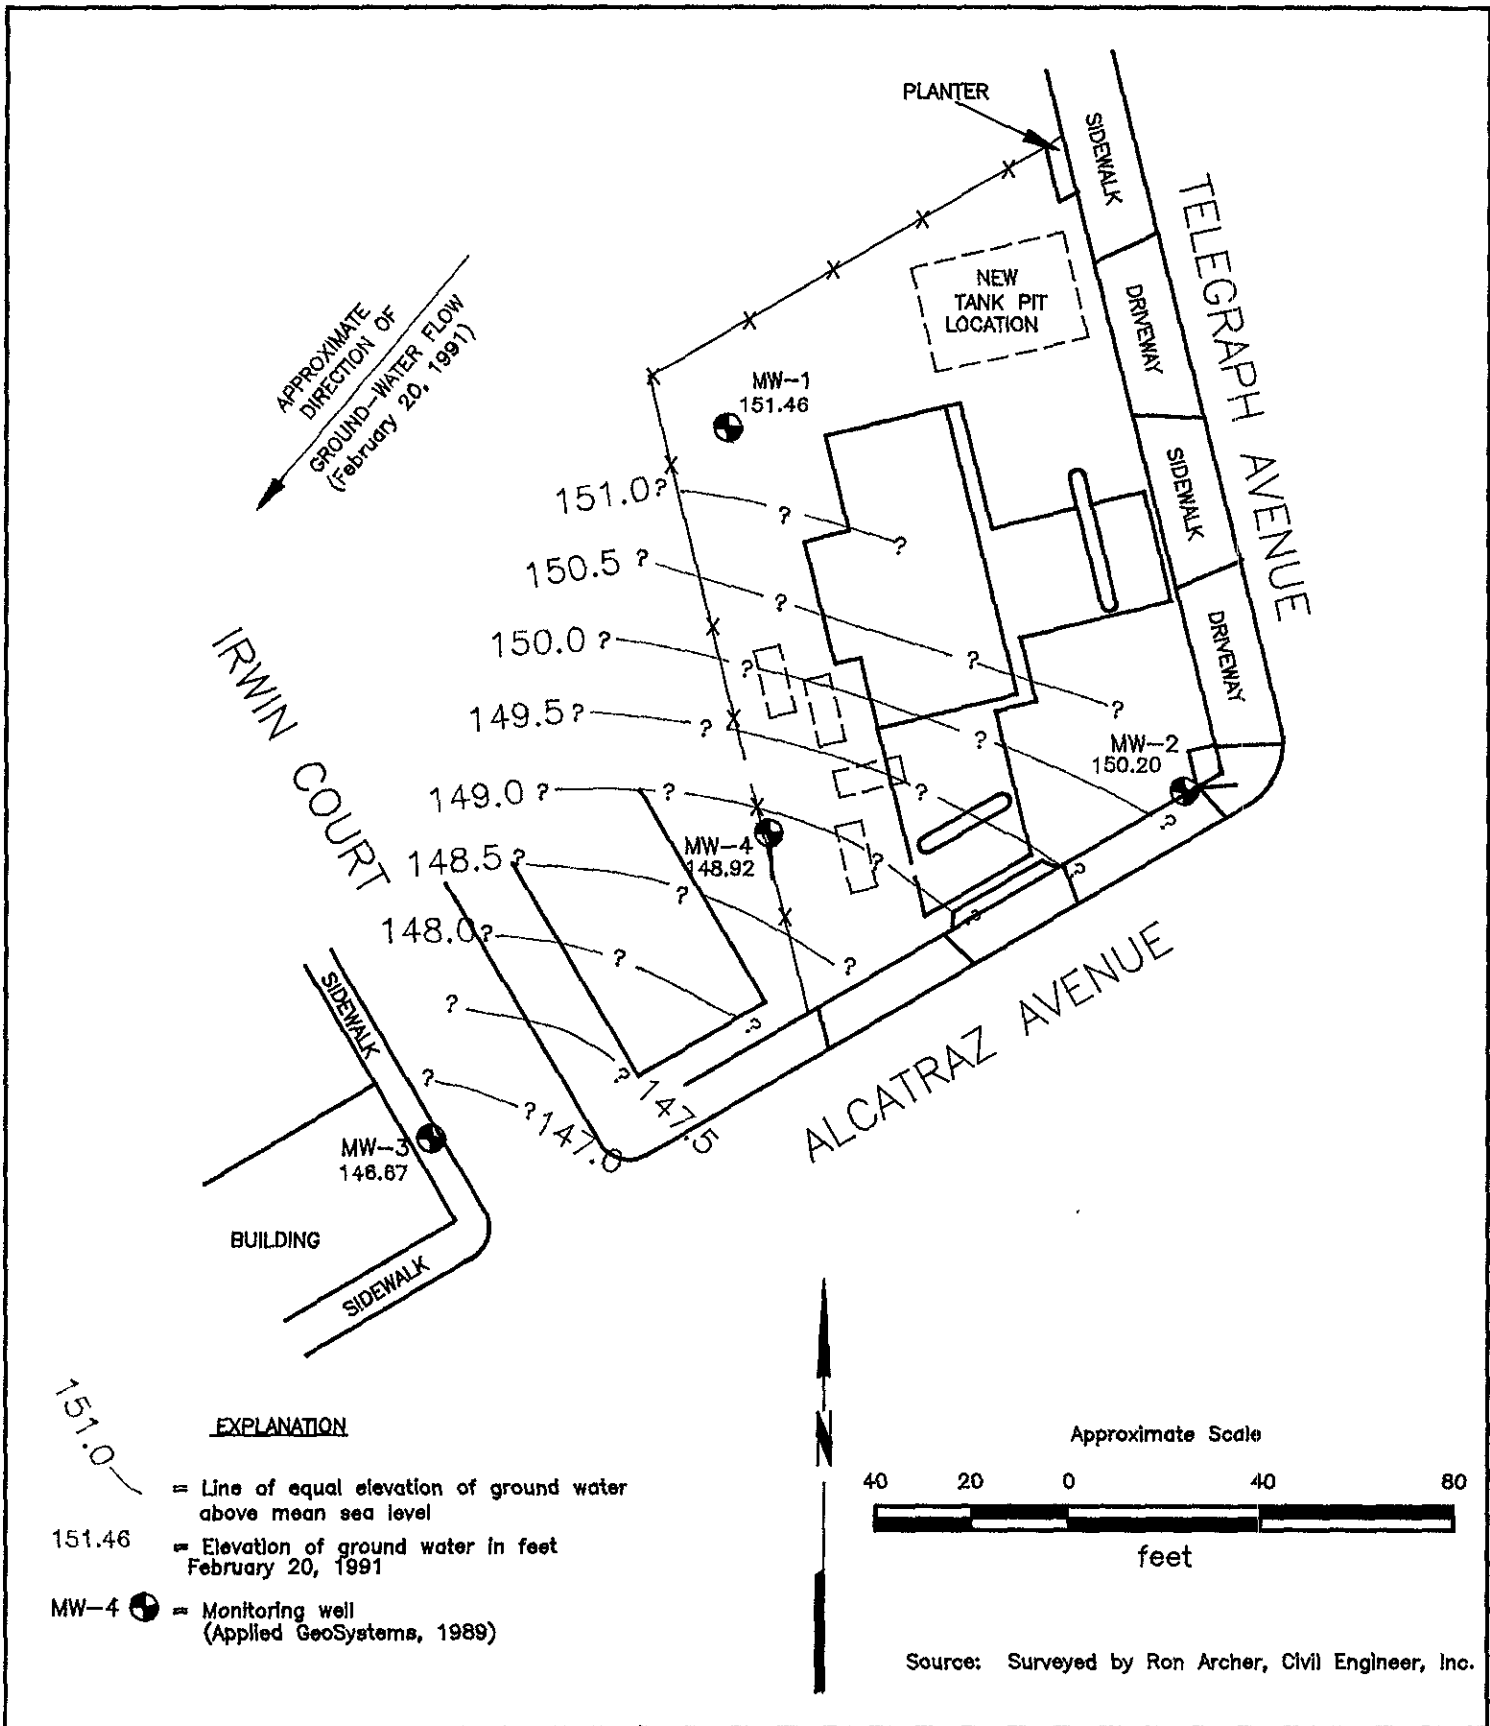 PLANTER
SIDEWALK
TELEGRAPH AVENUE
NEW
TANK PIT
LOCATION
DRIVEWAY
APPROXIMATE
DIRECTION OF
GROUND-WATER FLOW
(February 20, 1991)
MW-1
151.46
SIDEWALK
151.0?
?
?
150.5 ?
?
?
?
DRIVEWAY
150.0 ?
?
?
?
IRWIN COURT
149.5?
?
?
?
MW-2
150.20
149.0 ?
?
?
?
MW-4
148.92
148.5?
?
?
148.0?
?
?
?
?
147.5
?
?
147.0
ALCATRAZ AVENUE
SIDEWALK
MW-3
146.67
BUILDING
SIDEWALK
N
151.0
EXPLANATION
= Line of equal elevation of ground water
above mean sea level
151.46 = Elevation of ground water in feet
February 20, 1991
MW-4 = Monitoring well
(Applied GeoSystems, 1989)
Approximate Scale
40 20 0 40 80
feet
Source: Surveyed by Ron Archer, Civil Engineer, Inc.